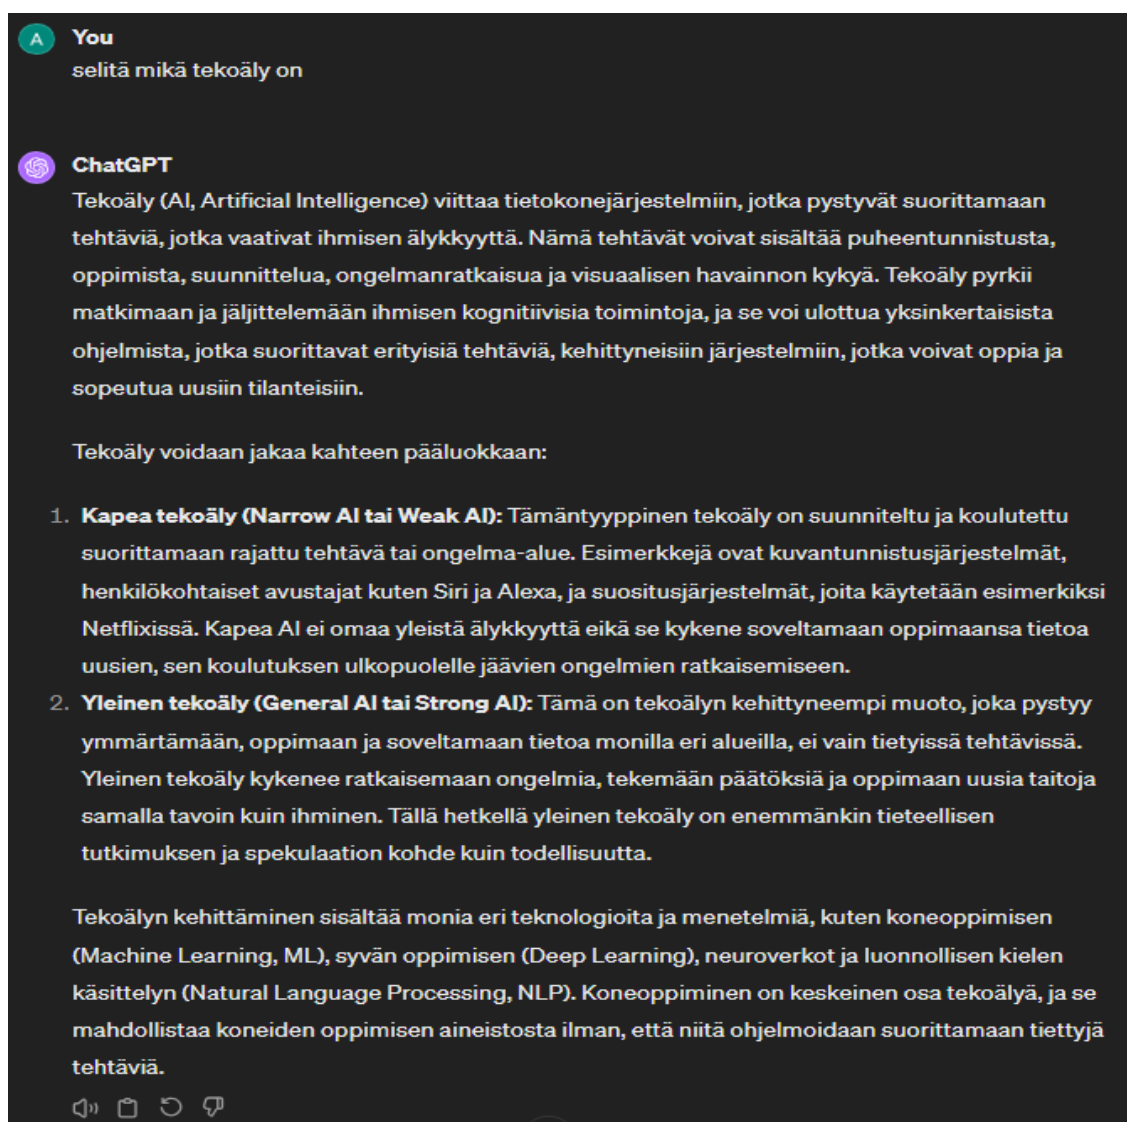 A
You
selitä mikä tekoäly on
ChatGPT
Tekoäly (AI, Artificial Intelligence) viittaa tietokonejärjestelmiin, jotka pystyvät suorittamaan
tehtäviä, jotka vaativat ihmisen älykkyyttä. Nämä tehtävät voivat sisältää puheentunnistusta,
oppimista, suunnittelua, ongelmanratkaisua ja visuaalisen havainnon kykyä. Tekoäly pyrkii
matkimaan ja jäljittelemään ihmisen kognitiivisia toimintoja, ja se voi ulottua yksinkertaisista
ohjelmista, jotka suorittavat erityisiä tehtäviä, kehittyneisiin järjestelmiin, jotka voivat oppia ja
sopeutua uusiin tilanteisiin.
Tekoäly voidaan jakaa kahteen pääluokkaan:
1. Kapea tekoäly (Narrow AI tai Weak AI): Tämäntyyppinen tekoäly on suunniteltu ja koulutettu
suorittamaan rajattu tehtävä tai ongelma-alue. Esimerkkejä ovat kuvantunnistusjärjestelmät,
henkilökohtaiset avustajat kuten Siri ja Alexa, ja suositusjärjestelmät, joita käytetään esimerkiksi
Netflixissä. Kapea AI ei omaa yleistä älykkyyttä eikä se kykene soveltamaan oppimaansa tietoa
uusien, sen koulutuksen ulkopuolelle jäävien ongelmien ratkaisemiseen.
2. Yleinen tekoäly (General AI tai Strong AI): Tämä on tekoälyn kehittyneempi muoto, joka pystyy
ymmärtämään, oppimaan ja soveltamaan tietoa monilla eri alueilla, ei vain tietyissä tehtävissä.
Yleinen tekoäly kykenee ratkaisemaan ongelmia, tekemään päätöksiä ja oppimaan uusia taitoja
samalla tavoin kuin ihminen. Tällä hetkellä yleinen tekoäly on enemmänkin tieteellisen
tutkimuksen ja spekulaation kohde kuin todellisuutta.
Tekoälyn kehittäminen sisältää monia eri teknologioita ja menetelmiä, kuten koneoppimisen
(Machine Learning, ML), syvän oppimisen (Deep Learning), neuroverkot ja luonnollisen kielen
käsittelyn (Natural Language Processing, NLP). Koneoppiminen on keskeinen osa tekoälyä, ja se
mahdollistaa koneiden oppimisen aineistosta ilman, että niitä ohjelmoidaan suorittamaan tiettyjä
tehtäviä.